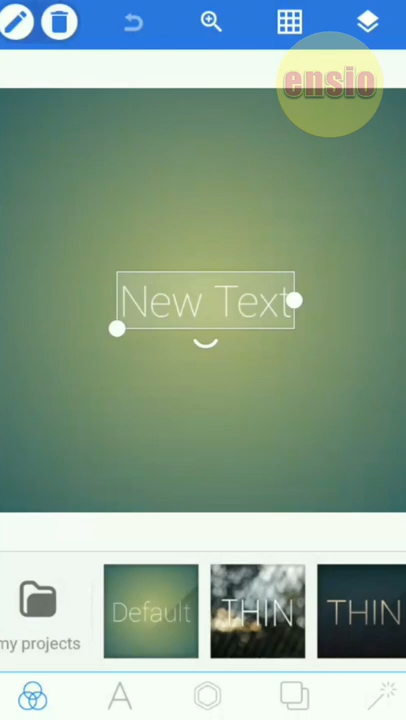 ensio
New Text
my projects
Default
THIN
THIN
A